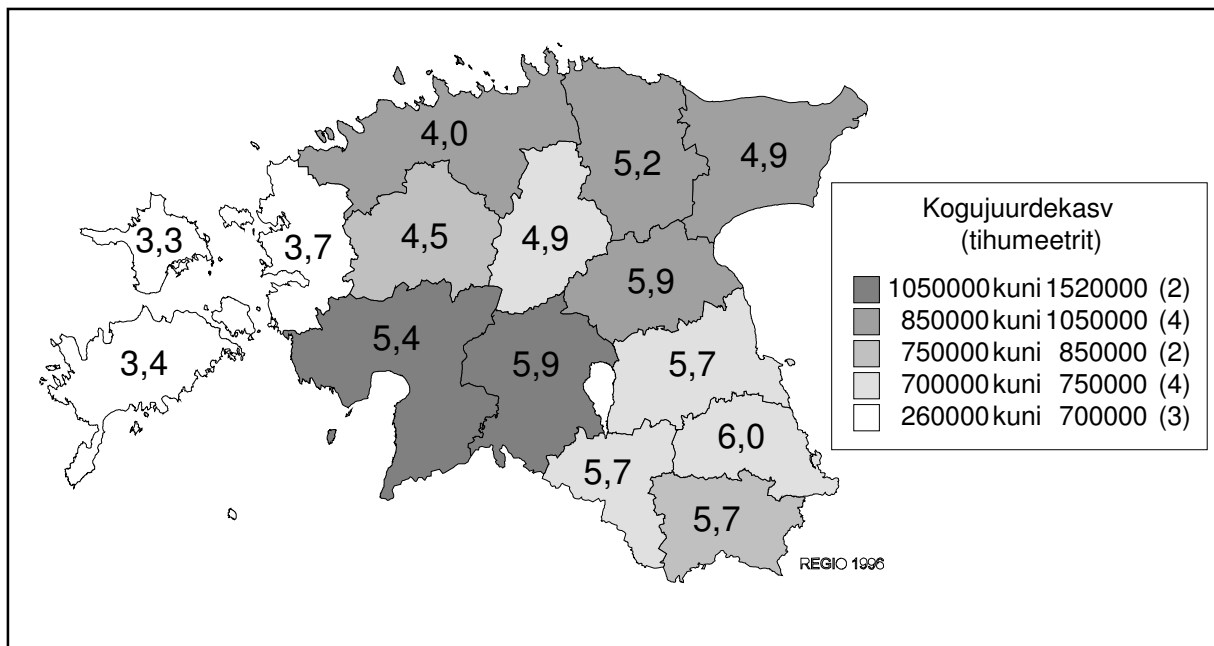 4,0
5,2
4,9
3,3
3,7
4,5
4,9
5,9
3,4
5,4
5,9
5,7
6,0
5,7
5,7
Kogujuurdekasv
(tihumeetrit)
1050000 kuni 1520000 (2)
850000 kuni 1050000 (4)
750000 kuni 850000 (2)
700000 kuni 750000 (4)
260000 kuni 700000 (3)
REGIO 1996